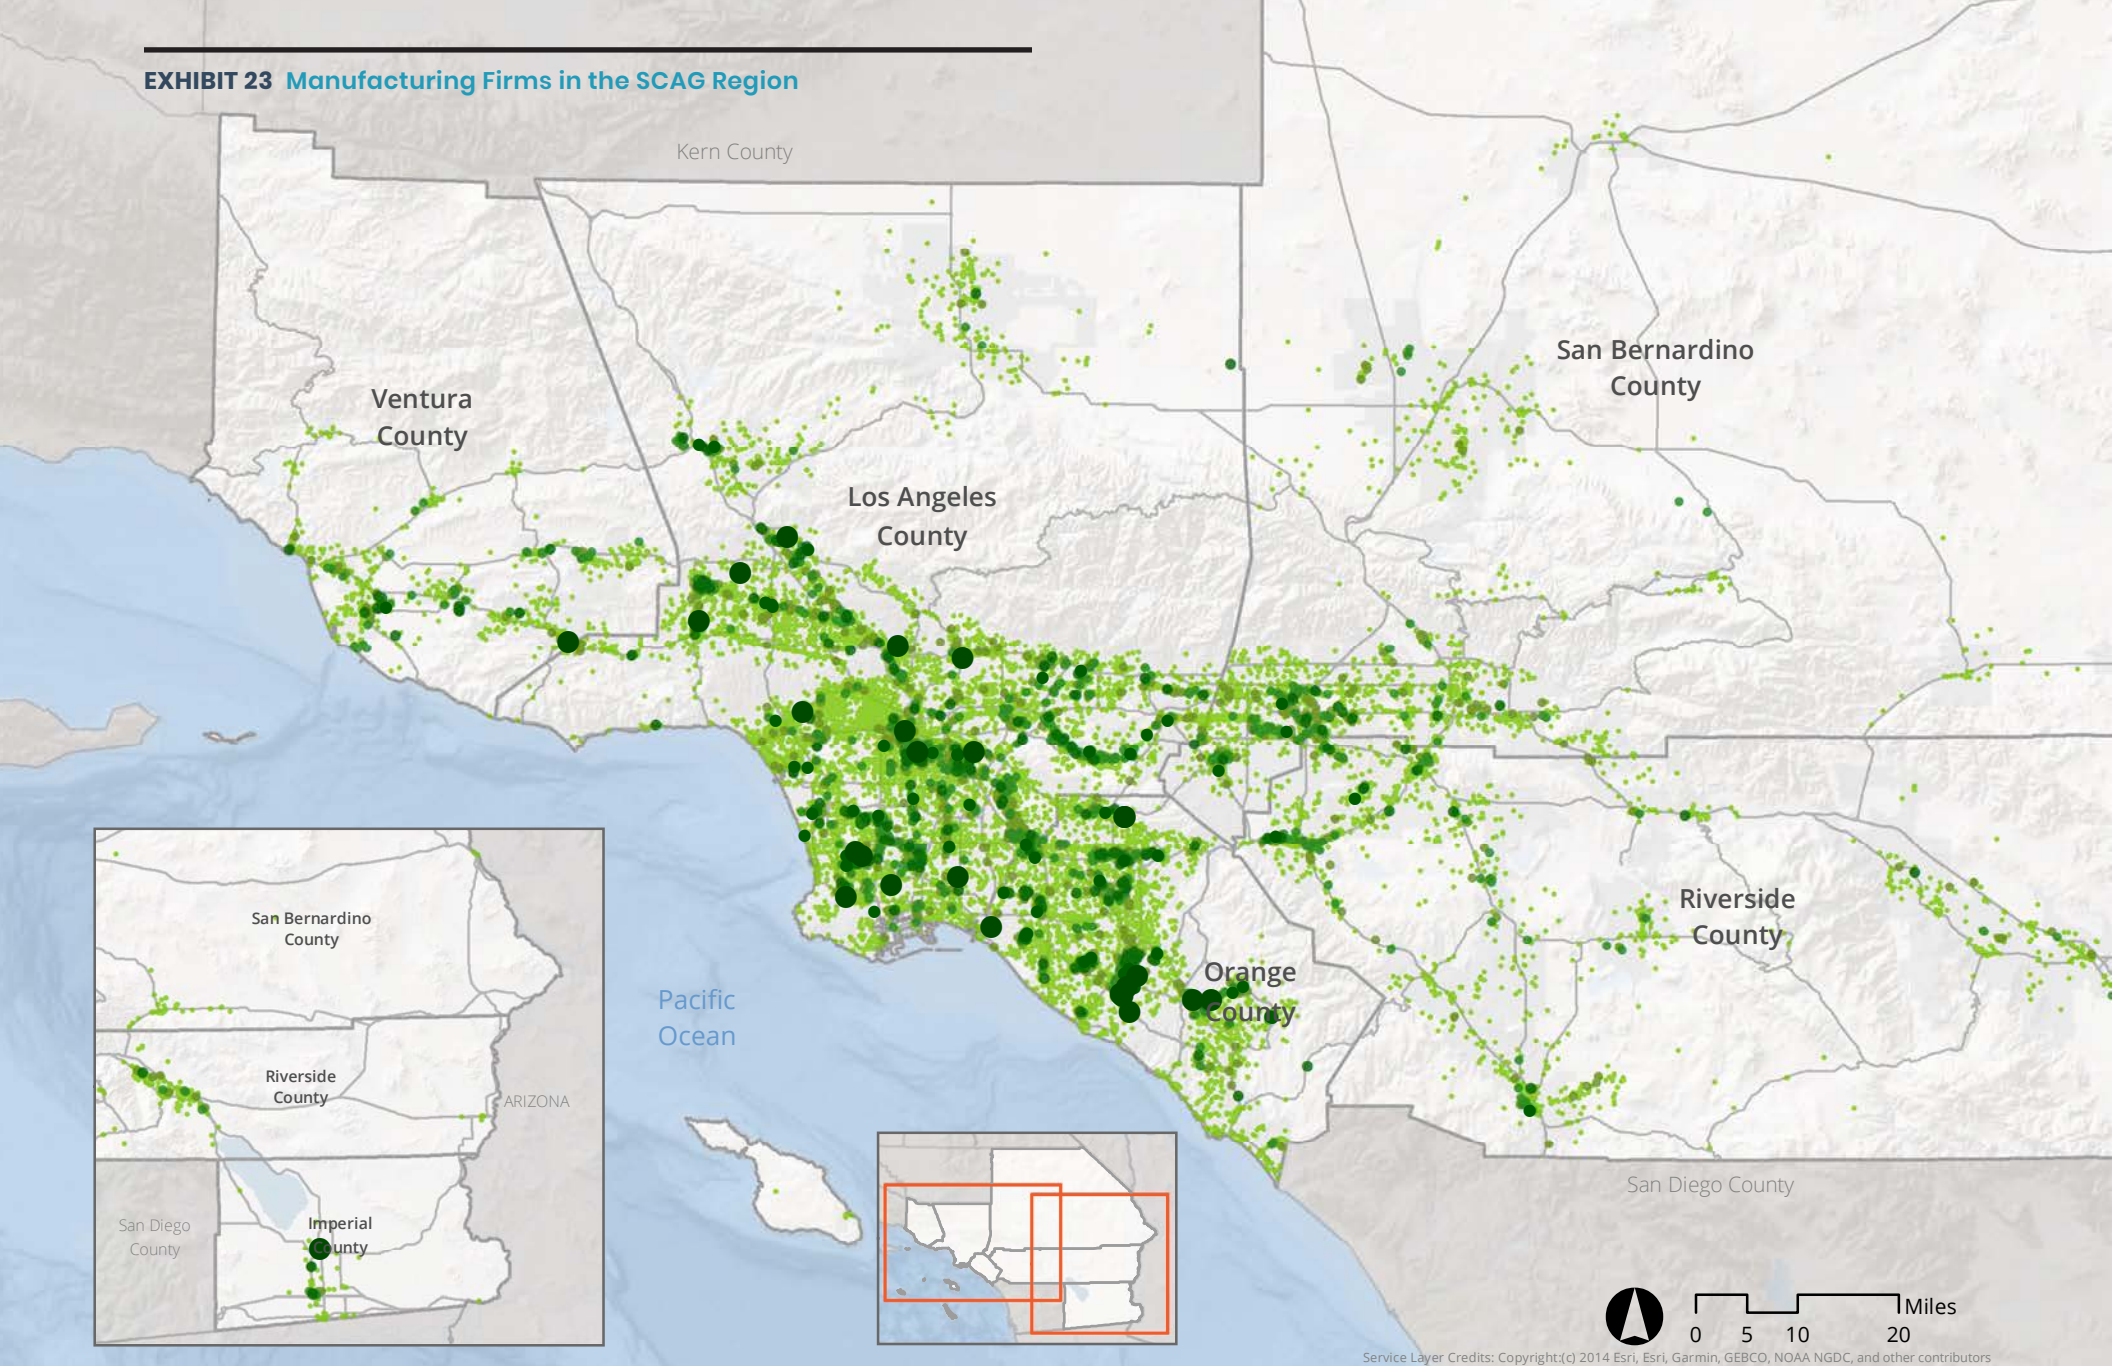 EXHIBIT 23 Manufacturing Firms in the SCAG Region
Kern County
San Bernardino
County
Ventura
County
Los Angeles
County
Riverside
County
Orange
County
Pacific
Ocean
San Diego County
San Bernardino
County
Riverside
County
ARIZONA
San Diego
County
Imperial
County
Miles
0 5 10 20
Service Layer Credits: Copyright:(c) 2014 Esri, Esri, Garmin, GEBCO, NOAA NGDC, and other contributors